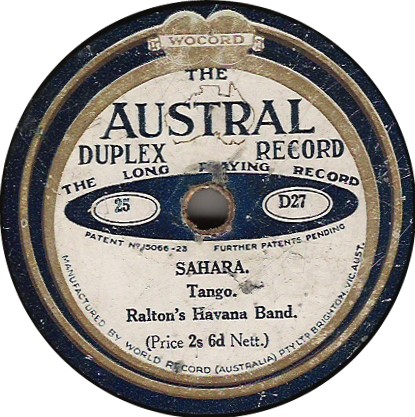 WOCORD
THE
AUSTRAL
DUPLEX RECORD
THE LONG PLAYING RECORD
25 D27
PATENT Nº 15066-23 FURTHER PATENTS PENDING
SAHARA.
Tango.
Ralton's Havana Band.
(Price 2s 6d Nett.)
MANUFACTURED BY WORLD RECORD (AUSTRALIA) PTY LTD BRIGHTON, VIC. AUST.